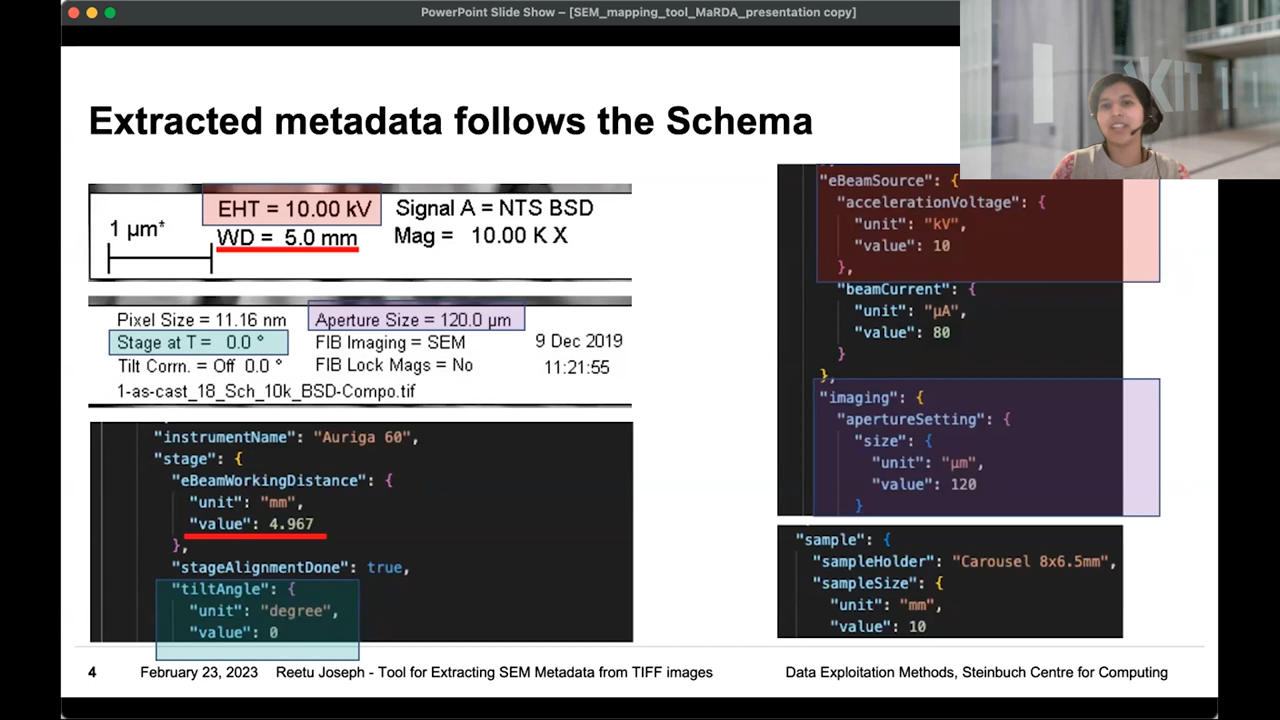 PowerPoint Slide Show – [SEM_mapping_tool_MaRDA_presentation copy]
KIT
Extracted metadata follows the Schema
1 µm*
EHT = 10.00 kV
Signal A = NTS BSD
WD = 5.0 mm
Mag = 10.00 K X
Pixel Size = 11.16 nm
Aperture Size = 120.0 µm
Stage at T = 0.0 °
FIB Imaging = SEM
9 Dec 2019
Tilt Corrn. = Off 0.0 °
FIB Lock Mags = No
11:21:55
1-as-cast_18_Sch_10k_BSD-Compo.tif
"instrumentName": "Auriga 60",
"stage": {
"eBeamWorkingDistance": {
"unit": "mm",
"value": 4.967
},
"stageAlignmentDone": true,
"tiltAngle": {
"unit": "degree",
"value": 0
"eBeamSource": {
"accelerationVoltage": {
"unit": "kV",
"value": 10
},
"beamCurrent": {
"unit": "µA",
"value": 80
}
},
"imaging": {
"apertureSetting": {
"size": {
"unit": "µm",
"value": 120
}
"sample": {
"sampleHolder": "Carousel 8x6.5mm",
"sampleSize": {
"unit": "mm",
"value": 10
4 February 23, 2023 Reetu Joseph - Tool for Extracting SEM Metadata from TIFF images
Data Exploitation Methods, Steinbuch Centre for Computing